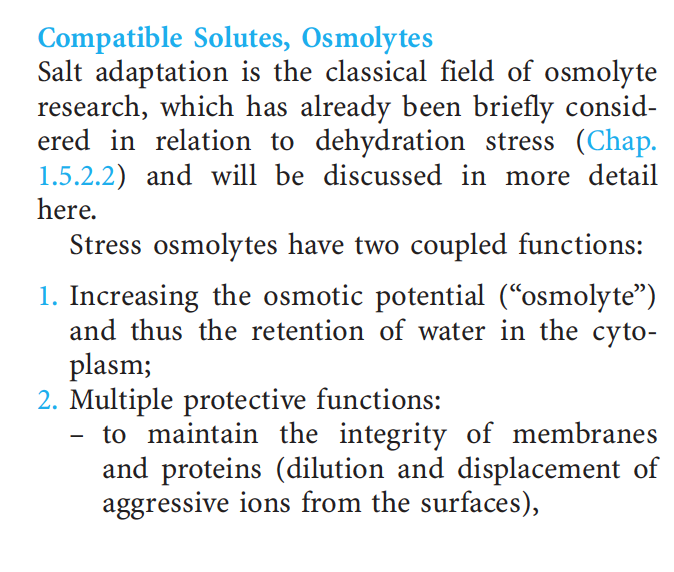 Compatible Solutes, Osmolytes
Salt adaptation is the classical field of osmolyte
research, which has already been briefly consid-
ered in relation to dehydration stress (Chap.
1.5.2.2) and will be discussed in more detail
here.
Stress osmolytes have two coupled functions:
1. Increasing the osmotic potential (“osmolyte”)
and thus the retention of water in the cyto-
plasm;
2. Multiple protective functions:
– to maintain the integrity of membranes
and proteins (dilution and displacement of
aggressive ions from the surfaces),